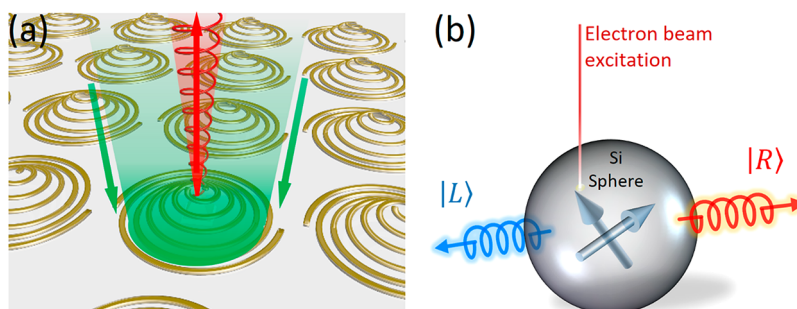 (a)
(b)
Electron beam
excitation
Si
Sphere
|L⟩
|R⟩